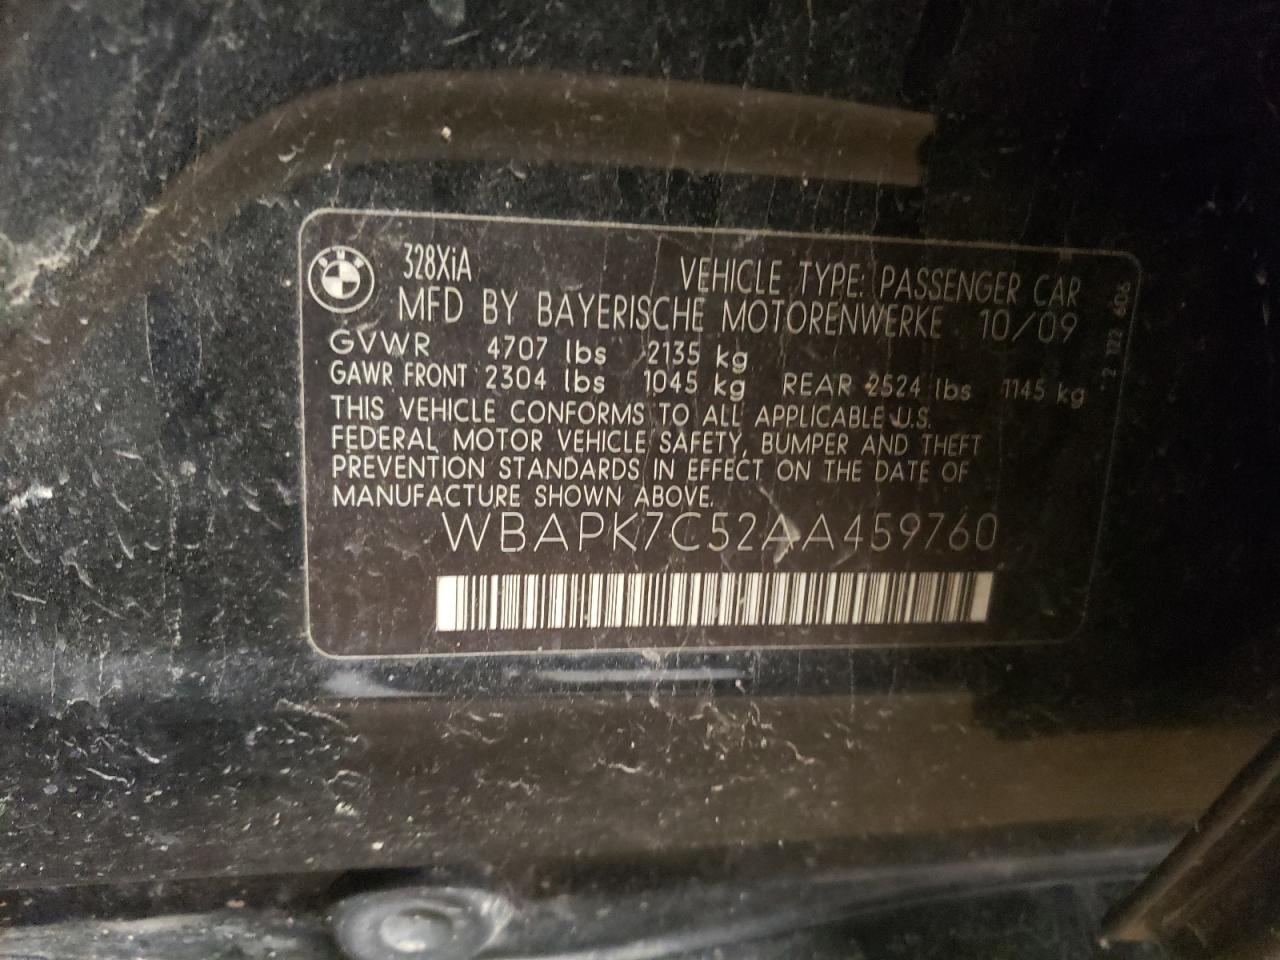 BMW
328XiA
VEHICLE TYPE: PASSENGER CAR
MFD BY BAYERISCHE MOTORENWERKE 10/09
GVWR 4707 lbs 2135 kg
GAWR FRONT 2304 lbs 1045 kg REAR 2524 lbs 1145 kg
THIS VEHICLE CONFORMS TO ALL APPLICABLE U.S.
FEDERAL MOTOR VEHICLE SAFETY, BUMPER AND THEFT
PREVENTION STANDARDS IN EFFECT ON THE DATE OF
MANUFACTURE SHOWN ABOVE.
WBAPK7C52AA459760